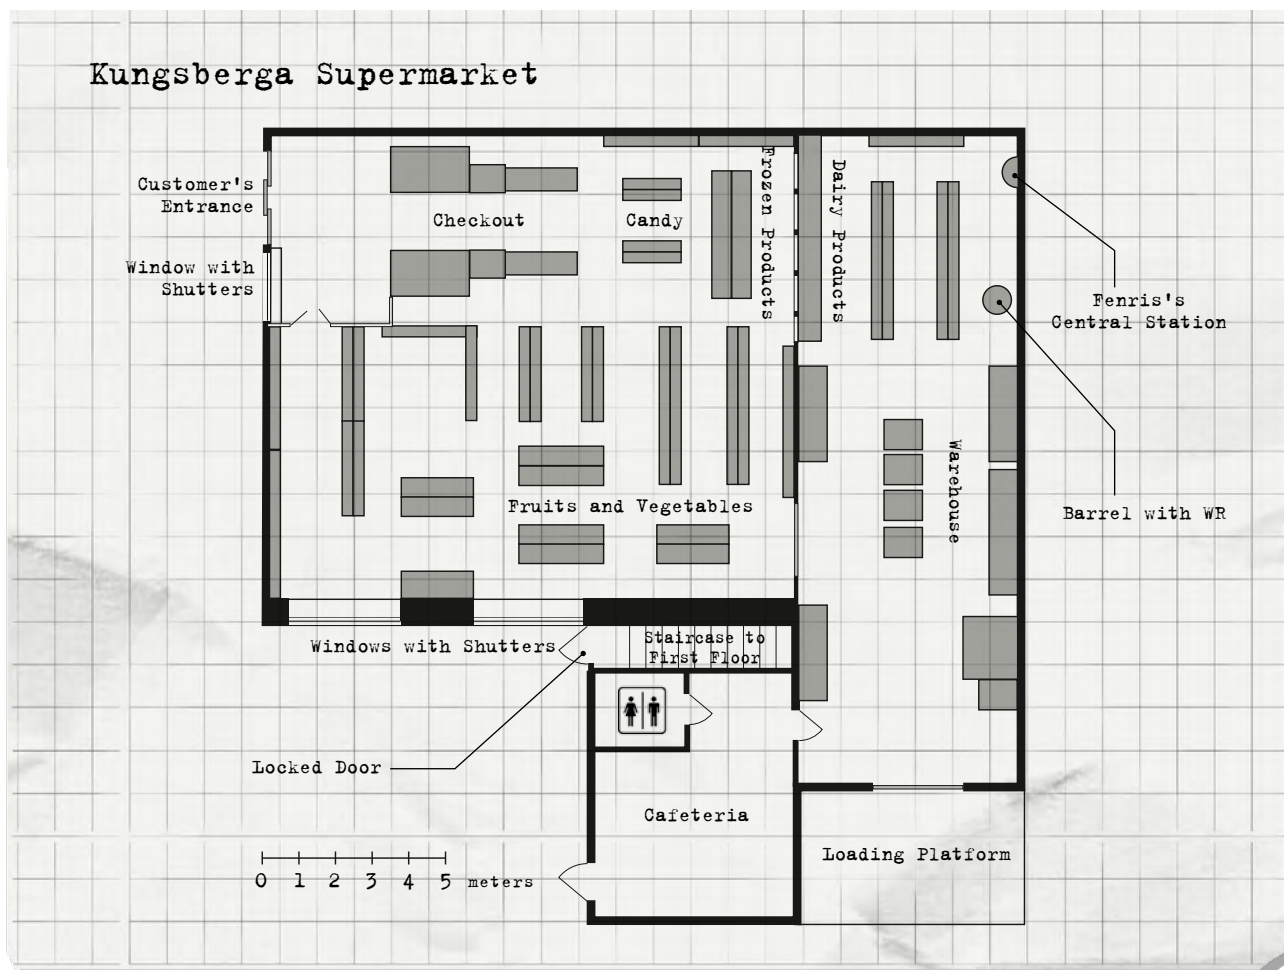 Kungsberga Supermarket
Customer's
Entrance
Checkout
Candy
Frozen Products
Dairy Products
Window with
Shutters
Fenris's
Central Station
Warehouse
Fruits and Vegetables
Barrel with WR
Windows with Shutters
Staircase to
First Floor
Locked Door
Cafeteria
Loading Platform
0 1 2 3 4 5 meters